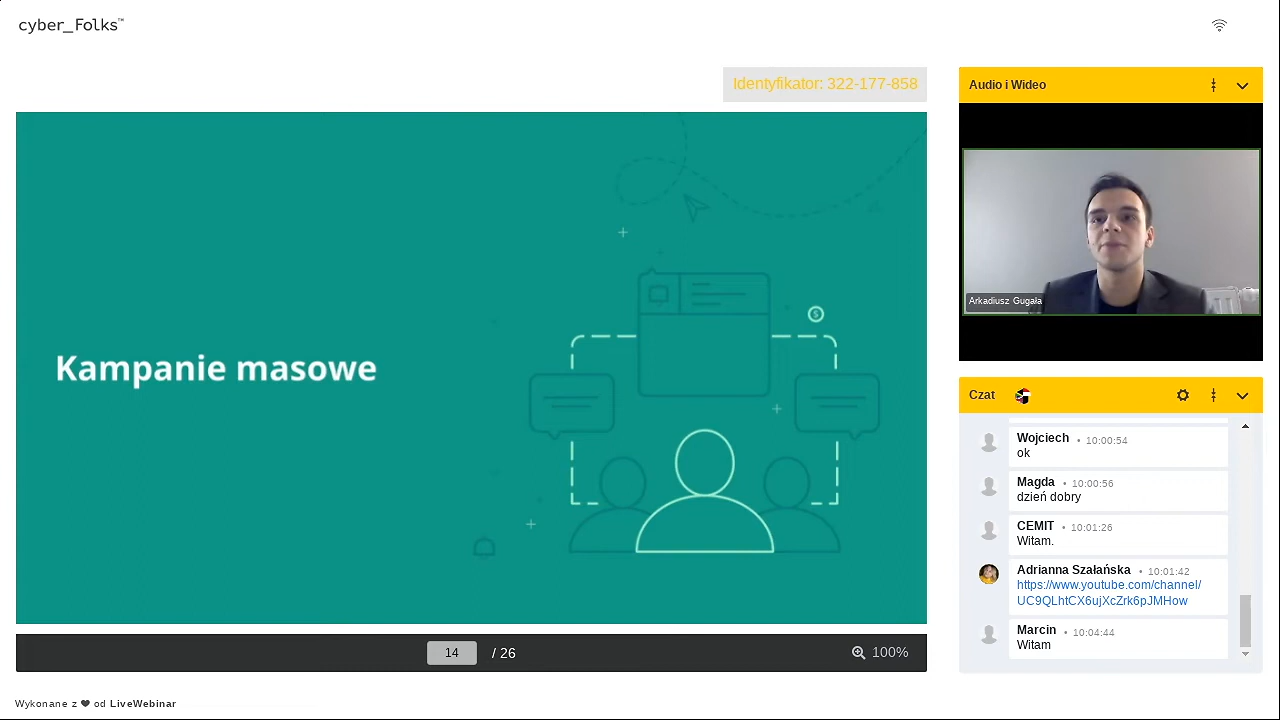 cyber_Folks™
Identyfikator: 322-177-858
Kampanie masowe
$
14 / 26
100%
Audio i Wideo
Arkadiusz Gugała
Czat
Wojciech • 10:00:54
ok
Magda • 10:00:56
dzień dobry
CEMIT • 10:01:26
Witam.
Adrianna Szałańska • 10:01:42
https://www.youtube.com/channel/
UC9QLhtCX6ujXcZrk6pJMHow
Marcin • 10:04:44
Witam
Wykonane z ❤ od LiveWebinar